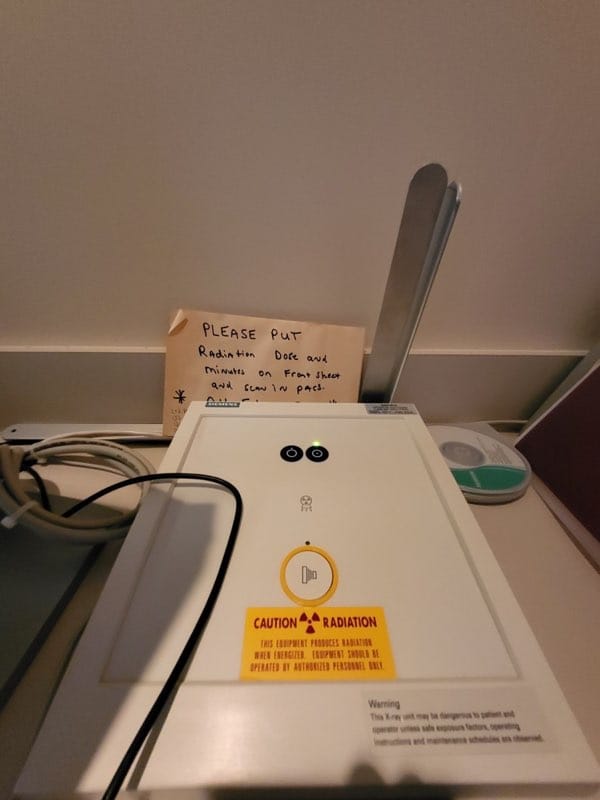 PLEASE PUT
Radiation Dose and
minutes on Front sheet
and scan in pacs.
SIEMENS
CAUTION RADIATION
THIS EQUIPMENT PRODUCES RADIATION
WHEN ENERGIZED. EQUIPMENT SHOULD BE
OPERATED BY AUTHORIZED PERSONNEL ONLY.
Warning
This X-ray unit may be dangerous to patient and
operator unless safe exposure factors, operating
instructions and maintenance schedules are observed.